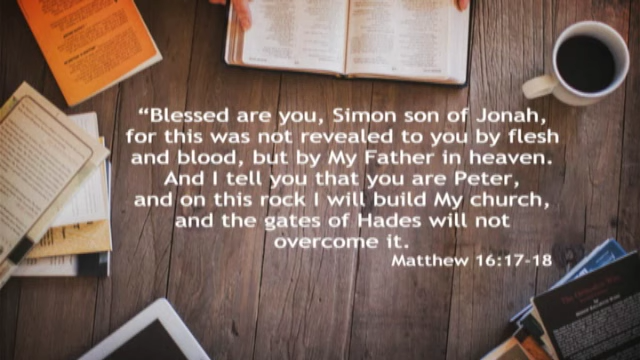 “Blessed are you, Simon son of Jonah,
for this was not revealed to you by flesh
and blood, but by My Father in heaven.
And I tell you that you are Peter,
and on this rock I will build My church,
and the gates of Hades will not
overcome it.
Matthew 16:17-18